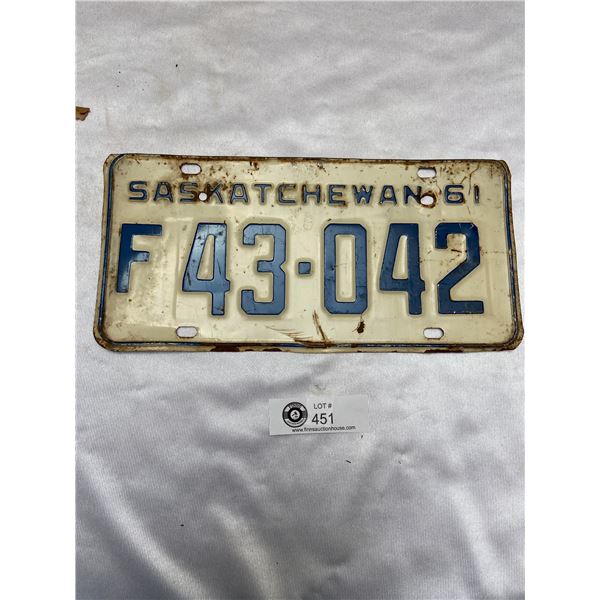 SASKATCHEWAN 61
F 43·042
LOT #
451
www.finnsauctionhouse.com